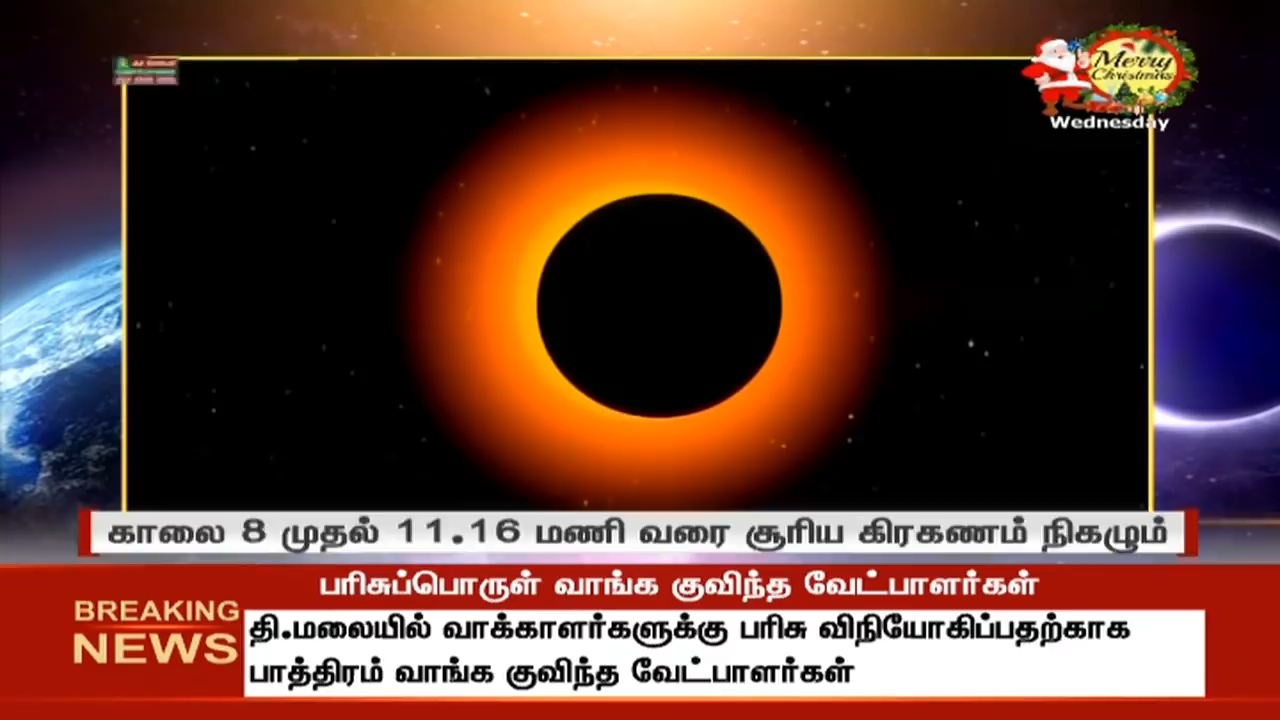 Merry
Christmas
Wednesday
காலை 8 முதல் 11.16 மணி வரை சூரிய கிரகணம் நிகழும்
பரிசுப்பொருள் வாங்க குவிந்த வேட்பாளர்கள்
BREAKING
NEWS
தி.மலையில் வாக்காளர்களுக்கு பரிசு விநியோகிப்பதற்காக
பாத்திரம் வாங்க குவிந்த வேட்பாளர்கள்